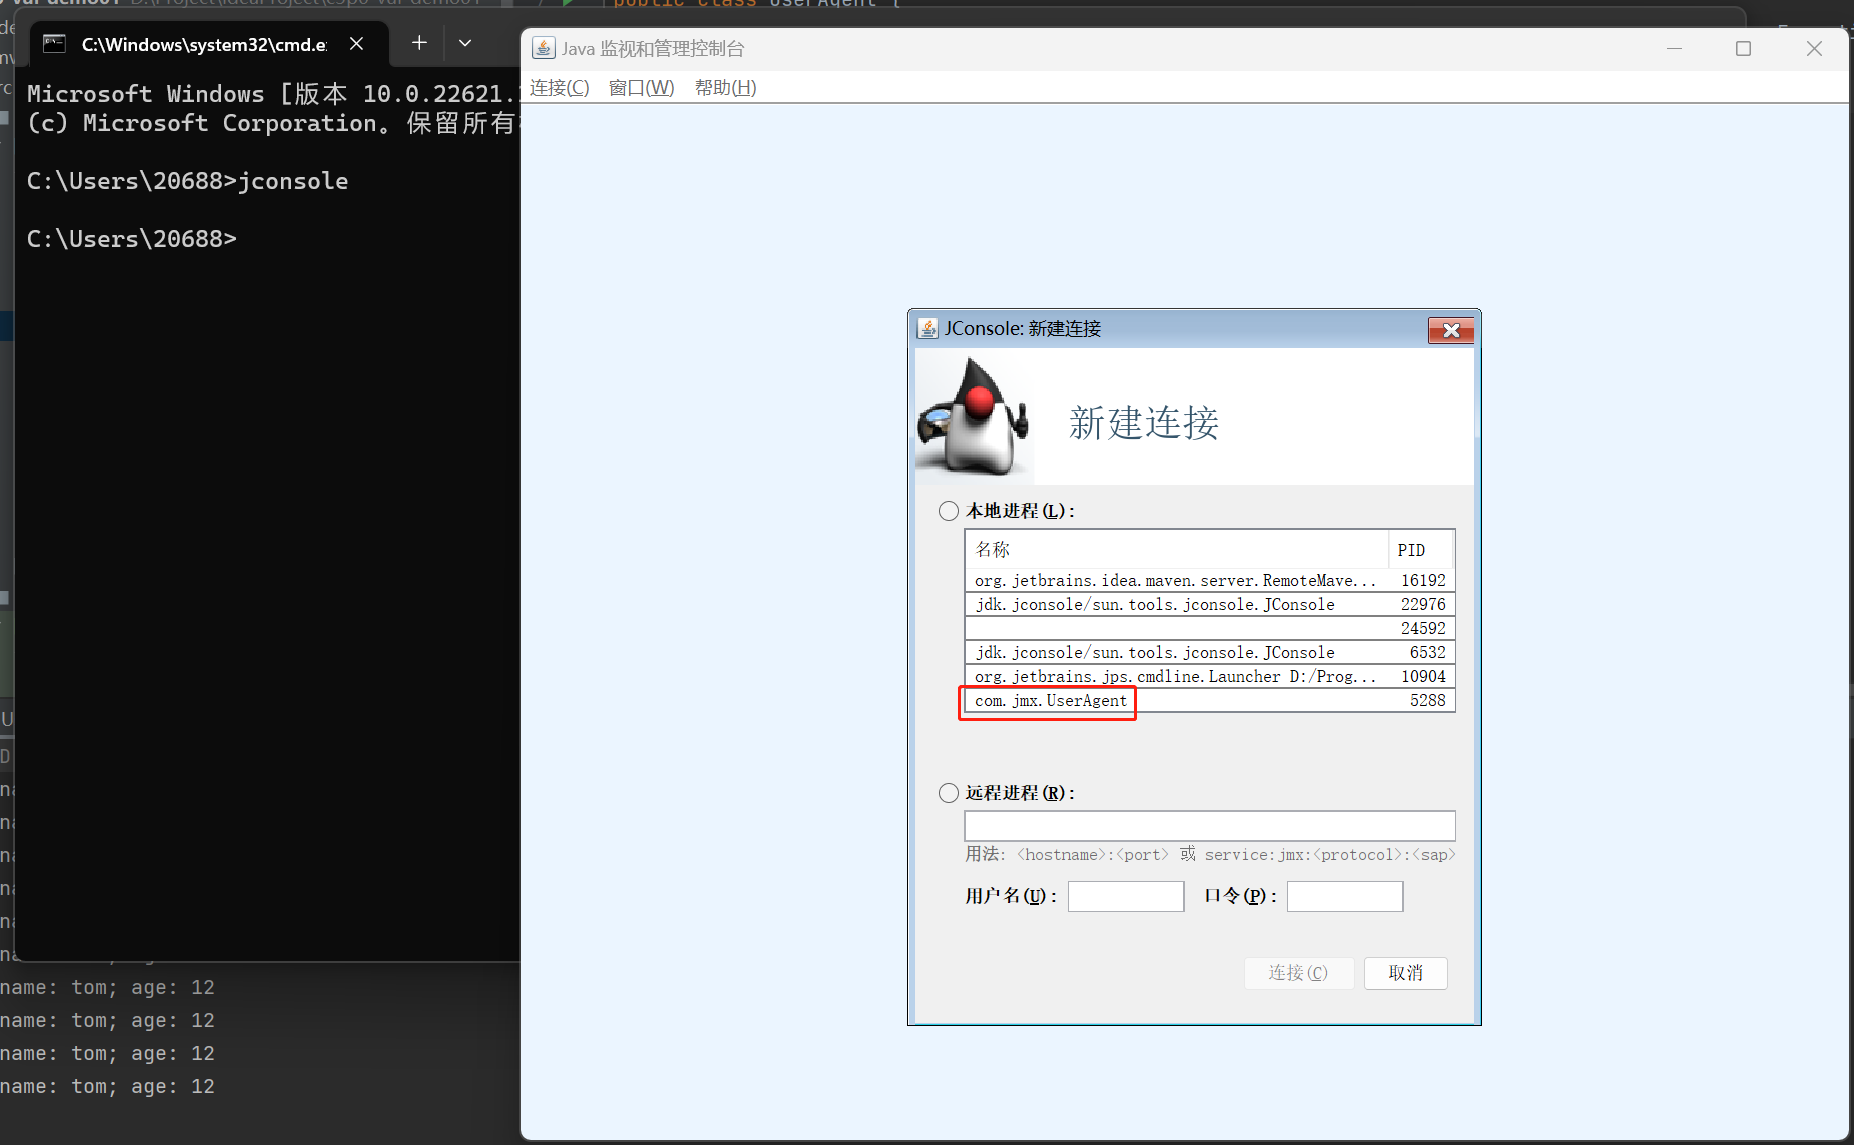 D:\Project\IdeaProject\
public class UserAgent {
C:\Windows\system32\cmd.e
Microsoft Windows [版本 10.0.22621.
(c) Microsoft Corporation。保留所有
C:\Users\20688>jconsole
C:\Users\20688>
name: tom; age: 12
name: tom; age: 12
name: tom; age: 12
name: tom; age: 12
Java 监视和管理控制台
连接(C) 窗口(W) 帮助(H)
JConsole: 新建连接
新建连接
本地进程(L):
名称 PID
org.jetbrains.idea.maven.server.RemoteMave... 16192
jdk.jconsole/sun.tools.jconsole.JConsole 22976
24592
jdk.jconsole/sun.tools.jconsole.JConsole 6532
org.jetbrains.jps.cmdline.Launcher D:/Prog... 10904
com.jmx.UserAgent 5288
远程进程(R):
用法: <hostname>:<port> 或 service:jmx:<protocol>:<sap>
用户名(U): 口令(P):
连接(C) 取消